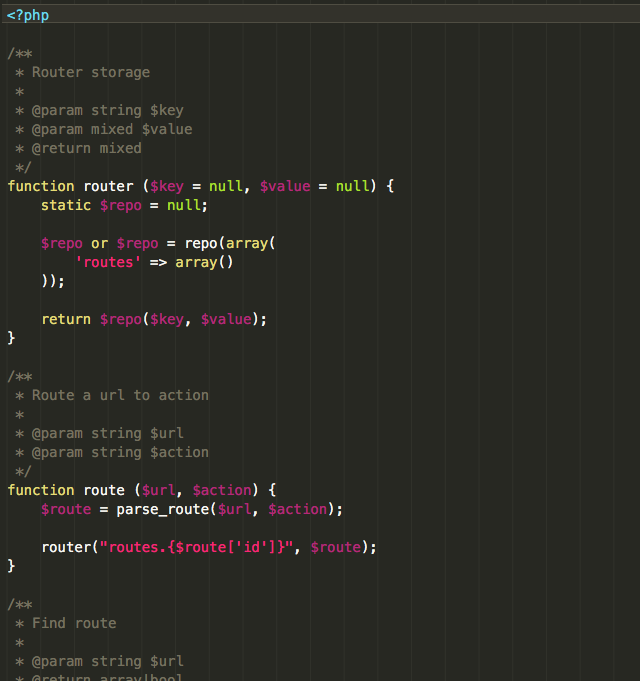 <?php
/**
 * Router storage
 *
 * @param string $key
 * @param mixed $value
 * @return mixed
 */
function router ($key = null, $value = null) {
    static $repo = null;
    $repo or $repo = repo(array(
        'routes' => array()
    ));
    return $repo($key, $value);
}
/**
 * Route a url to action
 *
 * @param string $url
 * @param string $action
 */
function route ($url, $action) {
    $route = parse_route($url, $action);
    router("routes.{$route['id']}", $route);
}
/**
 * Find route
 *
 * @param string $url
 * @return array|bool